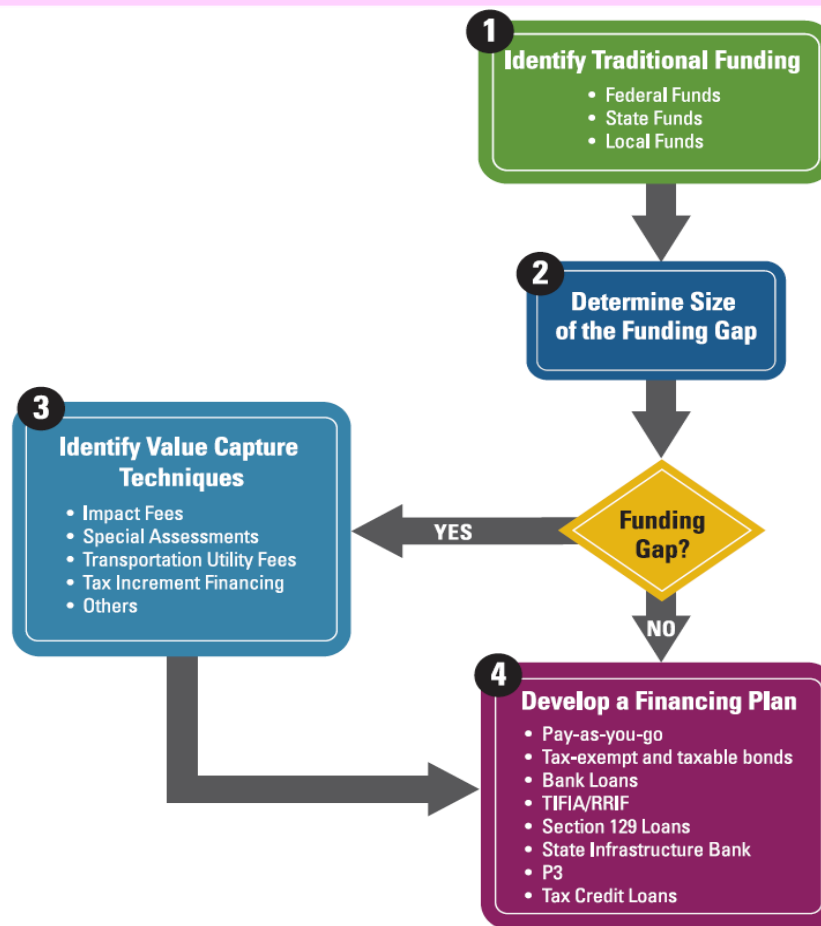 1
Identify Traditional Funding
• Federal Funds
• State Funds
• Local Funds
2
Determine Size
of the Funding Gap
Funding
Gap?
YES
NO
3
Identify Value Capture
Techniques
• Impact Fees
• Special Assessments
• Transportation Utility Fees
• Tax Increment Financing
• Others
4
Develop a Financing Plan
• Pay-as-you-go
• Tax-exempt and taxable bonds
• Bank Loans
• TIFIA/RRIF
• Section 129 Loans
• State Infrastructure Bank
• P3
• Tax Credit Loans